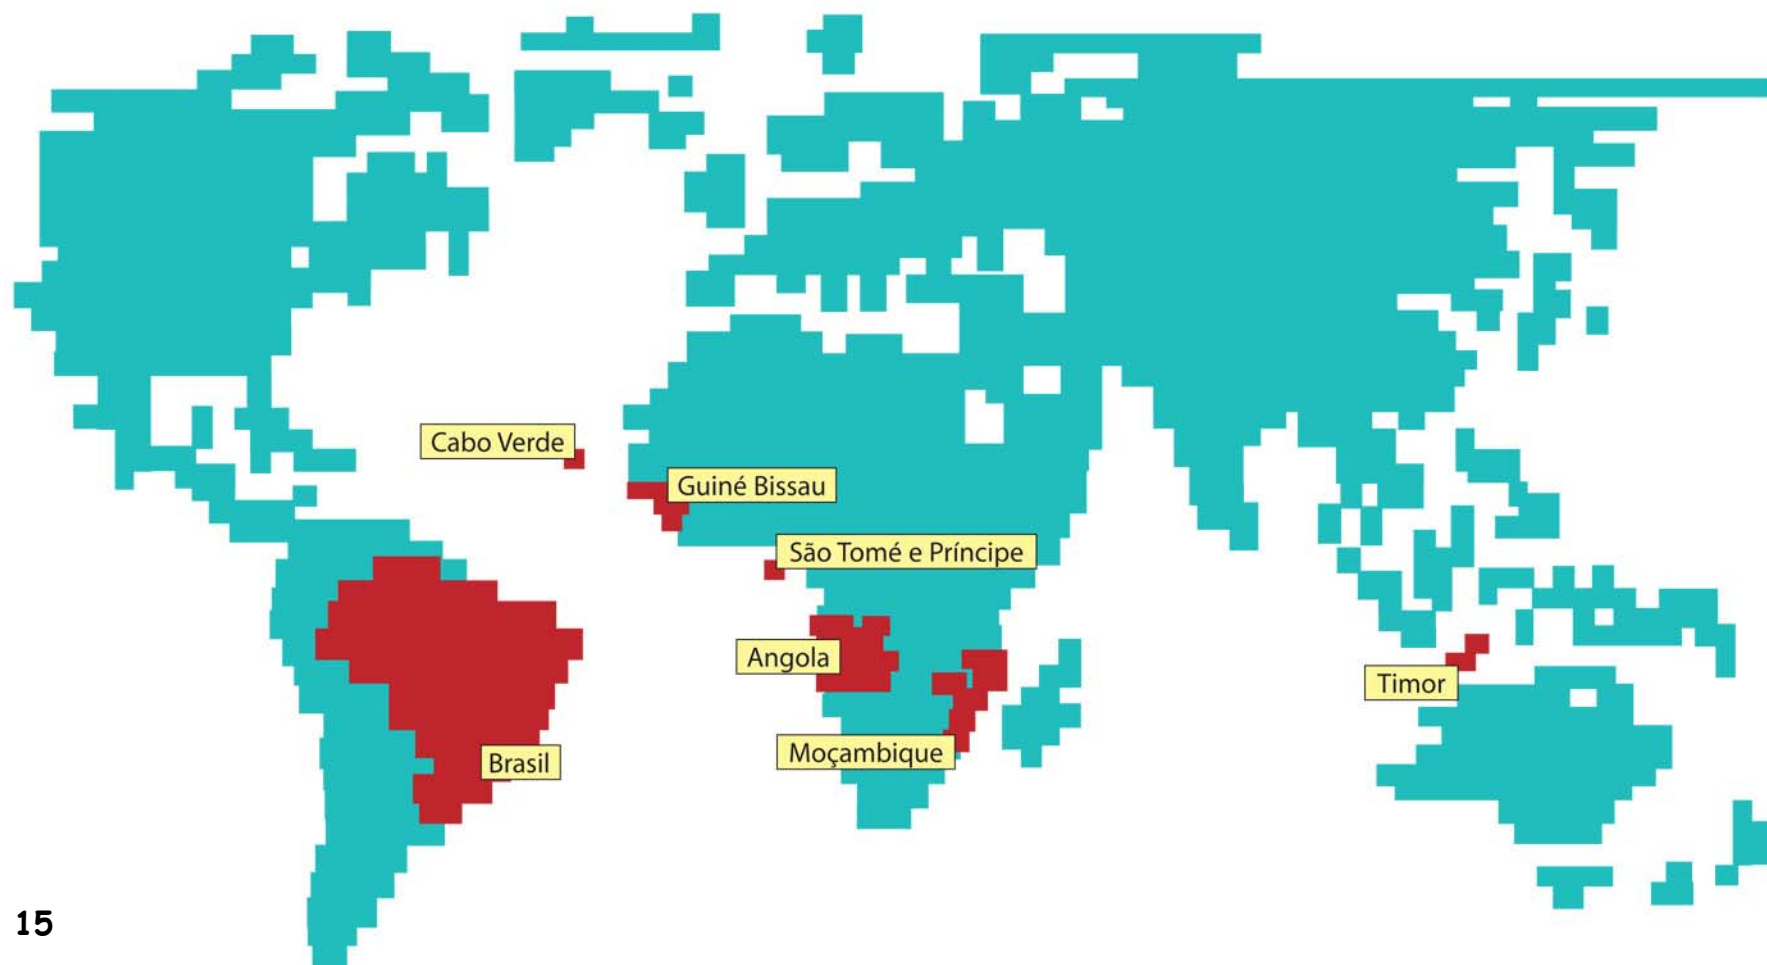 Cabo Verde
Guiné Bissau
São Tomé e Príncipe
Angola
Timor
Moçambique
Brasil
15